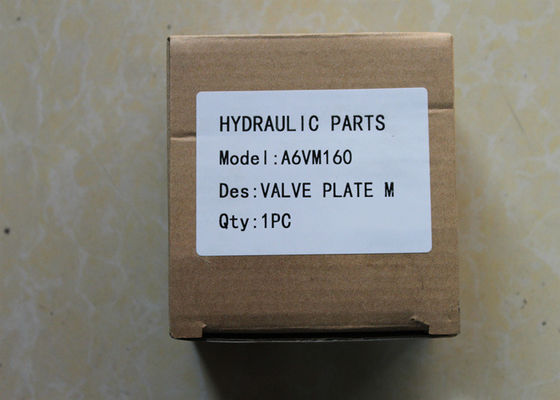 HYDRAULIC PARTS
Model:A6VM160
Des:VALVE PLATE M
Qty:1PC